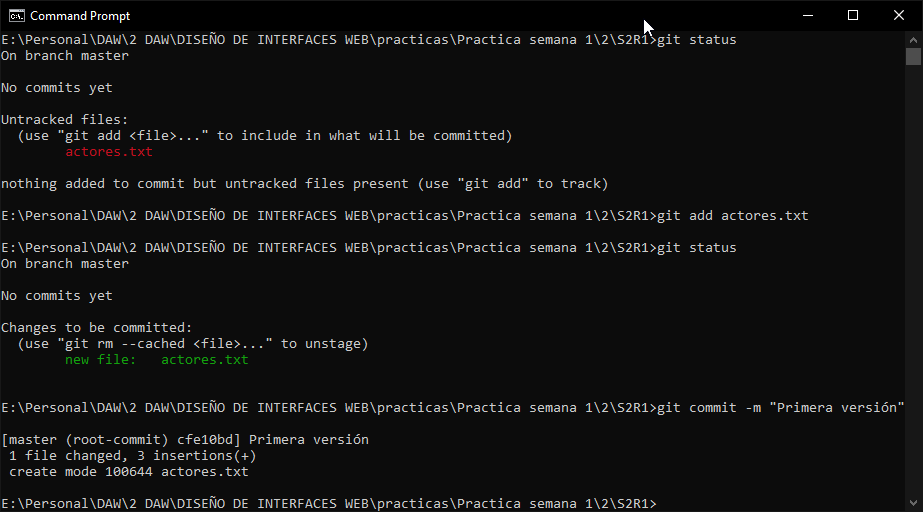 Command Prompt
E:\Personal\DAW\2 DAW\DISEÑO DE INTERFACES WEB\practicas\Practica semana 1\2\S2R1>git status
On branch master
No commits yet
Untracked files:
  (use "git add <file>..." to include in what will be committed)
        actores.txt
nothing added to commit but untracked files present (use "git add" to track)
E:\Personal\DAW\2 DAW\DISEÑO DE INTERFACES WEB\practicas\Practica semana 1\2\S2R1>git add actores.txt
E:\Personal\DAW\2 DAW\DISEÑO DE INTERFACES WEB\practicas\Practica semana 1\2\S2R1>git status
On branch master
No commits yet
Changes to be committed:
  (use "git rm --cached <file>..." to unstage)
        new file:   actores.txt
E:\Personal\DAW\2 DAW\DISEÑO DE INTERFACES WEB\practicas\Practica semana 1\2\S2R1>git commit -m "Primera versión"
[master (root-commit) cfe10bd] Primera versión
 1 file changed, 3 insertions(+)
 create mode 100644 actores.txt
E:\Personal\DAW\2 DAW\DISEÑO DE INTERFACES WEB\practicas\Practica semana 1\2\S2R1>